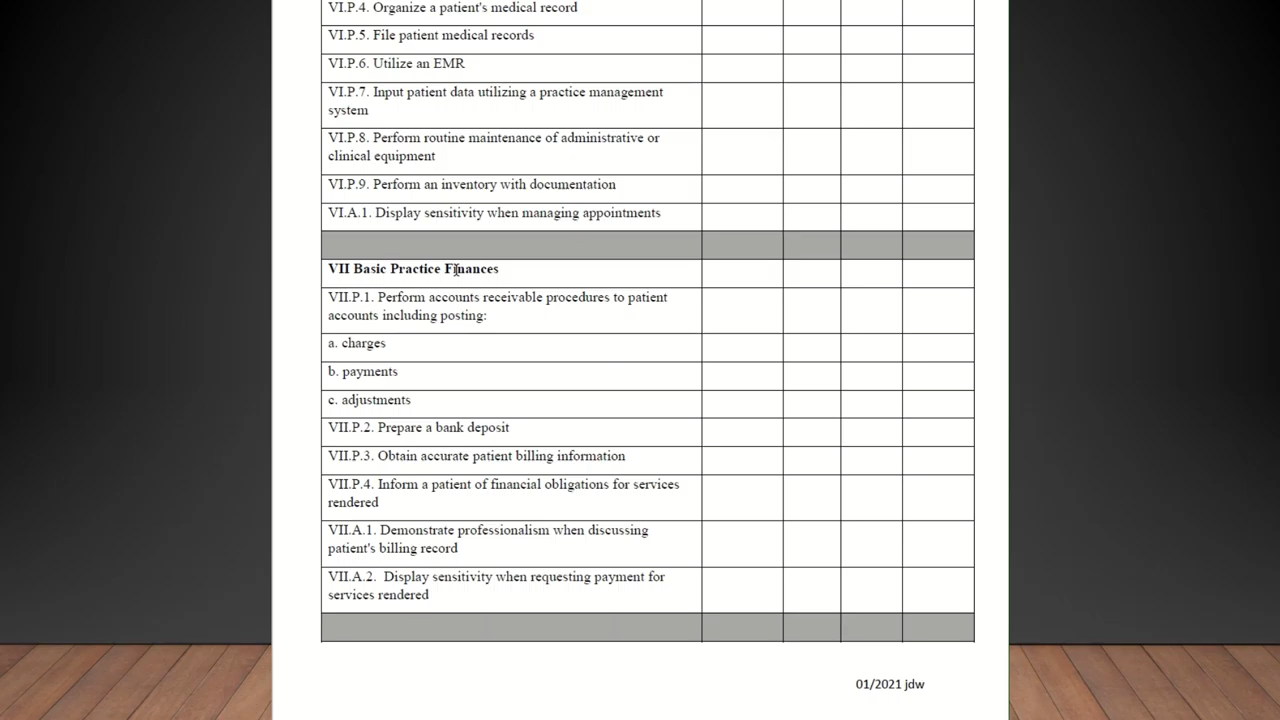 VI.P.4. Organize a patient's medical record
VI.P.5. File patient medical records
VI.P.6. Utilize an EMR
VI.P.7. Input patient data utilizing a practice management
system
VI.P.8. Perform routine maintenance of administrative or
clinical equipment
VI.P.9. Perform an inventory with documentation
VI.A.1. Display sensitivity when managing appointments
VII Basic Practice Finances
VII.P.1. Perform accounts receivable procedures to patient
accounts including posting:
a. charges
b. payments
c. adjustments
VII.P.2. Prepare a bank deposit
VII.P.3. Obtain accurate patient billing information
VII.P.4. Inform a patient of financial obligations for services
rendered
VII.A.1. Demonstrate professionalism when discussing
patient's billing record
VII.A.2. Display sensitivity when requesting payment for
services rendered
01/2021 jdw